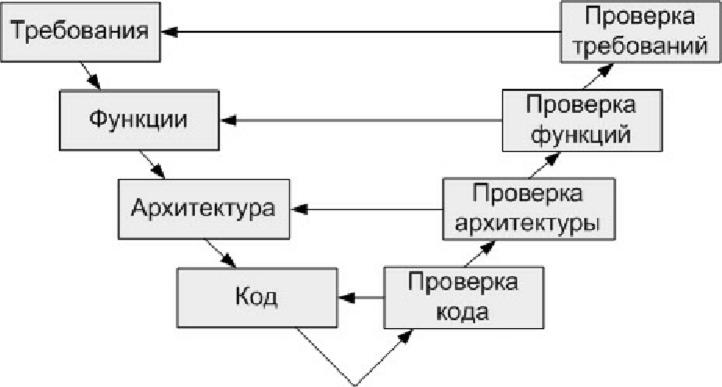 Требования
Проверка
требований
Функции
Проверка
функций
Архитектура
Проверка
архитектуры
Код
Проверка
кода